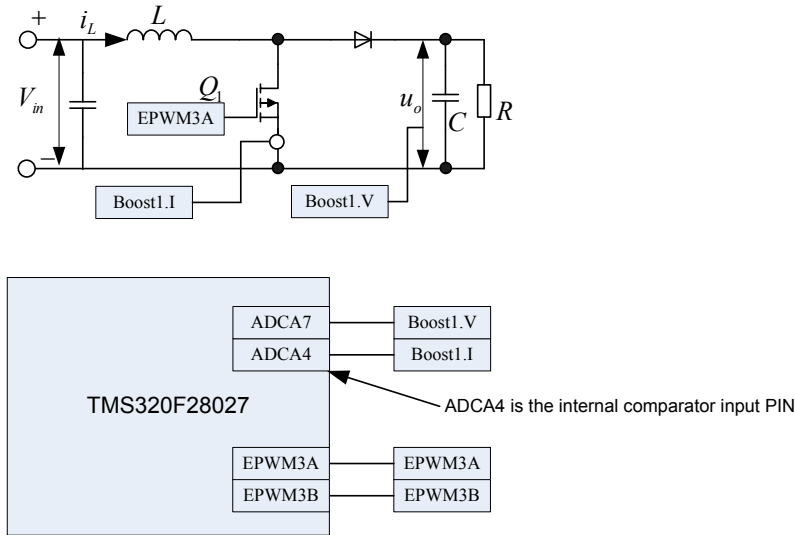 +
i_L
L
V_in
Q_1
EPWM3A
u_o
C
R
−
Boost1.I
Boost1.V
ADCA7
Boost1.V
ADCA4
Boost1.I
TMS320F28027
ADCA4 is the internal comparator input PIN
EPWM3A
EPWM3A
EPWM3B
EPWM3B